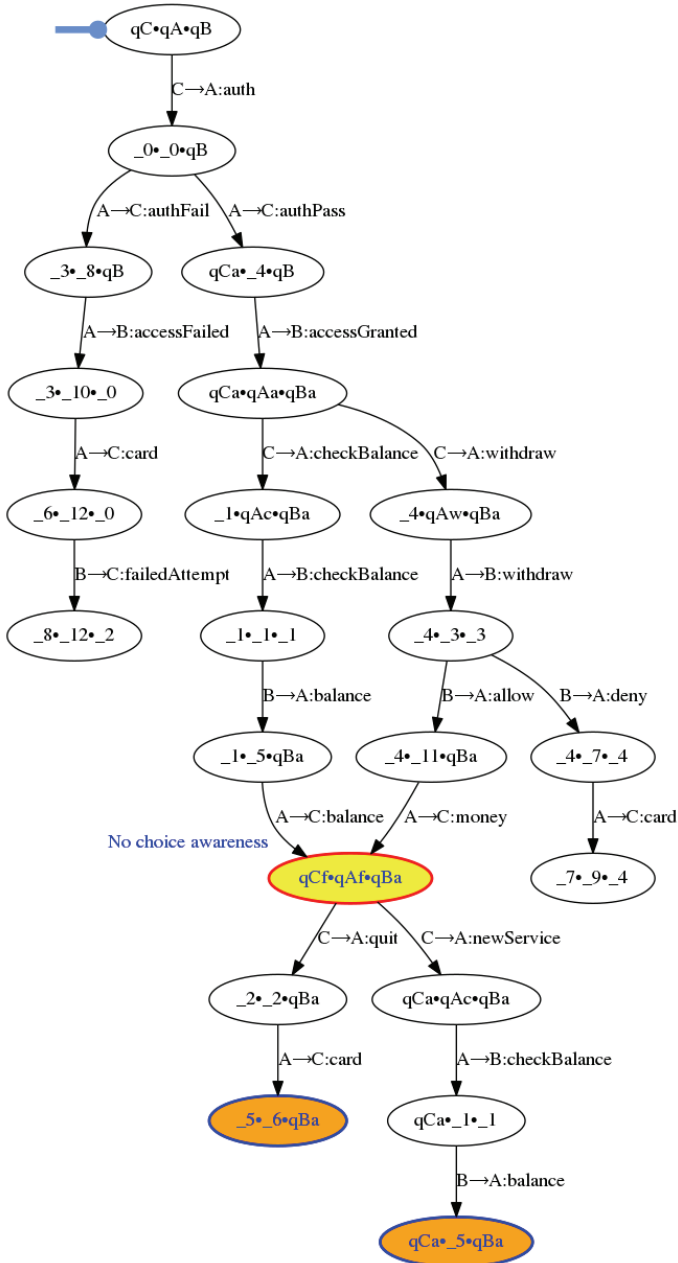 qC•qA•qB
C→A:auth
_0•_0•qB
A→C:authFail A→C:authPass
_3•_8•qB qCa•_4•qB
A→B:accessFailed A→B:accessGranted
_3•_10•_0 qCa•qAa•qBa
A→C:card C→A:checkBalance C→A:withdraw
_6•_12•_0 _1•qAc•qBa _4•qAw•qBa
B→C:failedAttempt A→B:checkBalance A→B:withdraw
_8•_12•_2 _1•_1•_1 _4•_3•_3
B→A:balance B→A:allow B→A:deny
_1•_5•qBa _4•_11•qBa _4•_7•_4
A→C:balance A→C:money A→C:card
No choice awareness
qCf•qAf•qBa _7•_9•_4
C→A:quit C→A:newService
_2•_2•qBa qCa•qAc•qBa
A→C:card A→B:checkBalance
_5•_6•qBa qCa•_1•_1
B→A:balance
qCa•_5•qBa